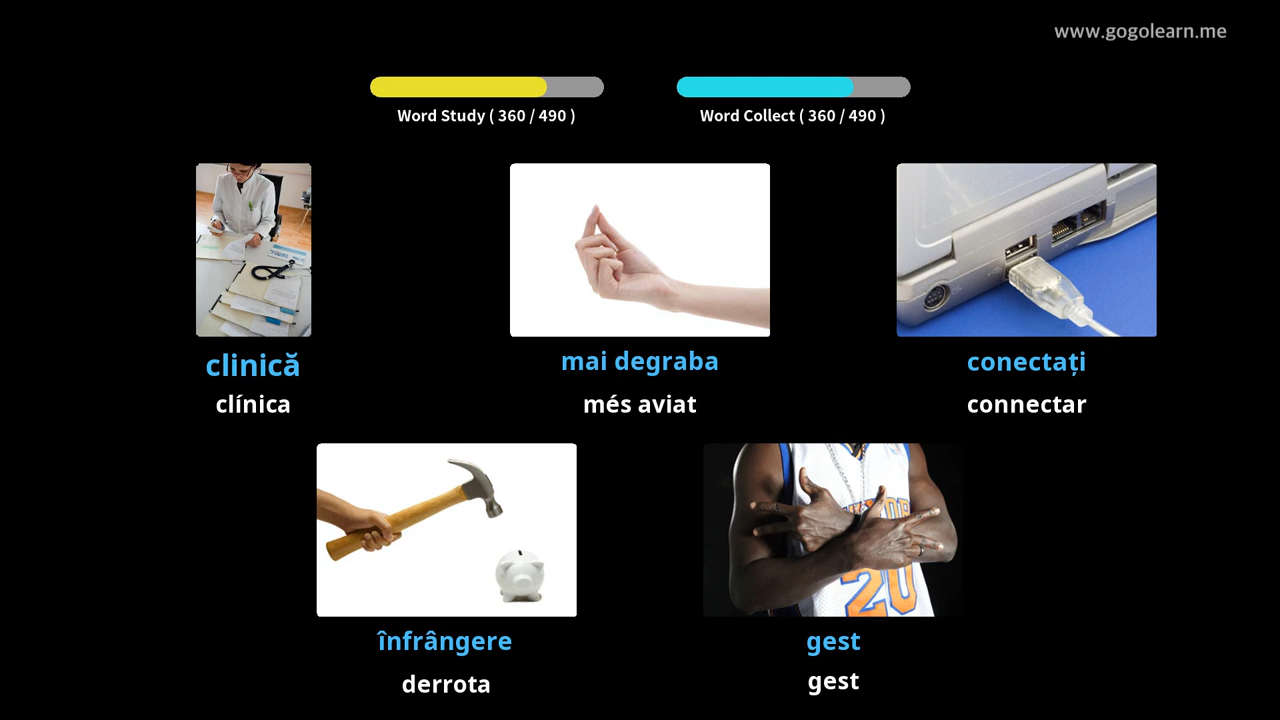 www.gogolearn.me
Word Study ( 360 / 490 )
Word Collect ( 360 / 490 )
clinică
clínica
mai degraba
més aviat
conectați
connectar
înfrângere
derrota
gest
gest
20